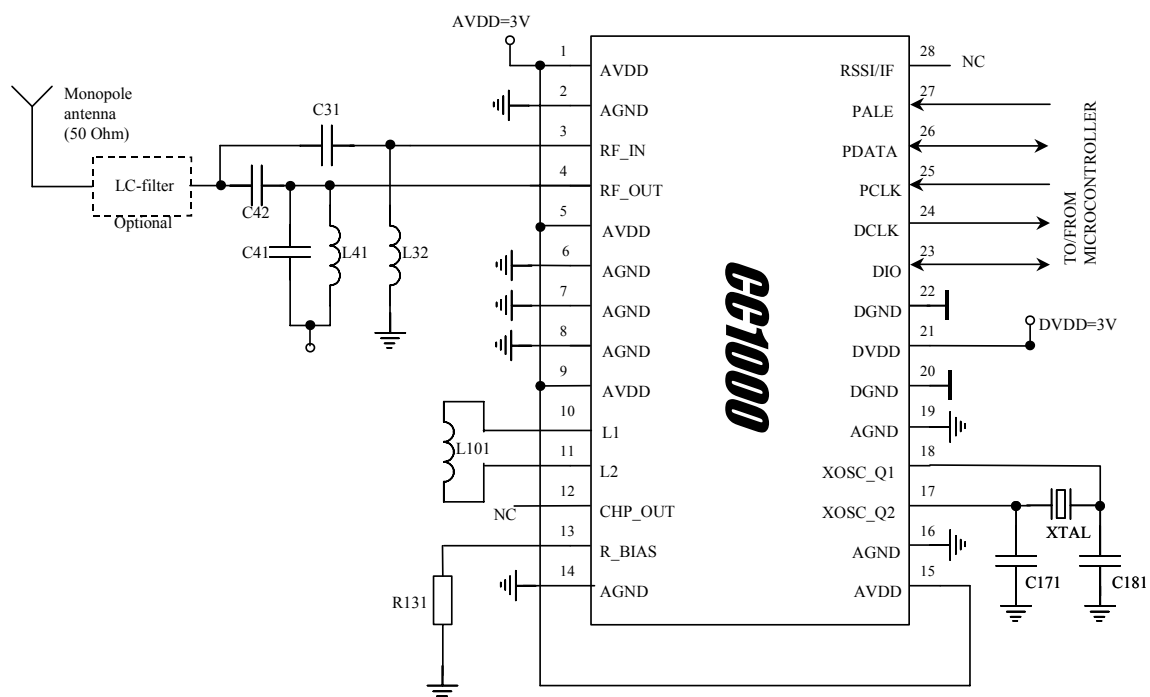 AVDD=3V
Monopole
antenna
(50 Ohm)
LC-filter
Optional
C31
C42
C41
L41
L32
L101
NC
R131
1
AVDD
2
AGND
3
RF_IN
4
RF_OUT
5
AVDD
6
AGND
7
AGND
8
AGND
9
AVDD
10
L1
11
L2
12
CHP_OUT
13
R_BIAS
14
AGND
CC1000
28
RSSI/IF
NC
27
PALE
26
PDATA
25
PCLK
24
DCLK
23
DIO
22
DGND
21
DVDD
20
DGND
19
AGND
18
XOSC_Q1
17
XOSC_Q2
16
AGND
15
AVDD
TO/FROM
MICROCONTROLLER
DVDD=3V
XTAL
C171
C181